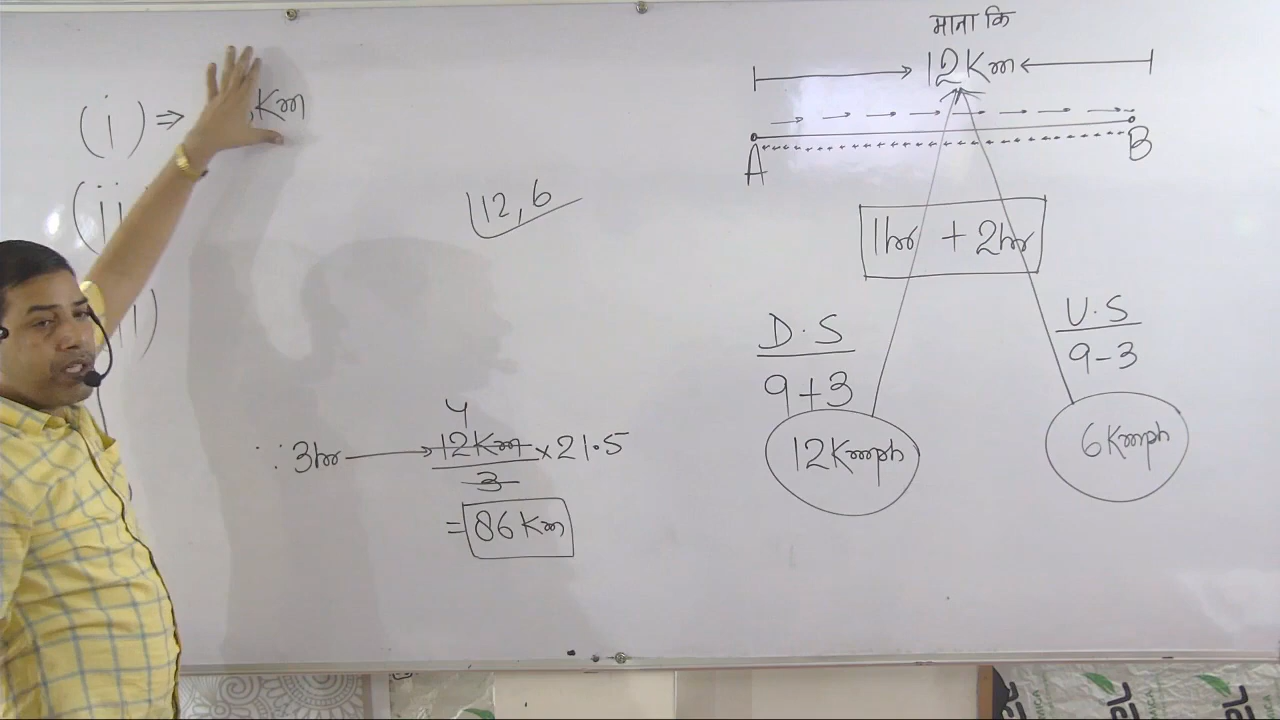 माना कि
12Km
A
B
(i) ⇒ Km
(ii
i)
12, 6
1hr + 2hr
D.S
9+3
12Kmph
U.S
9-3
6Kmph
4
∵ 3hr → 12Km × 21.5
3
= 86Km